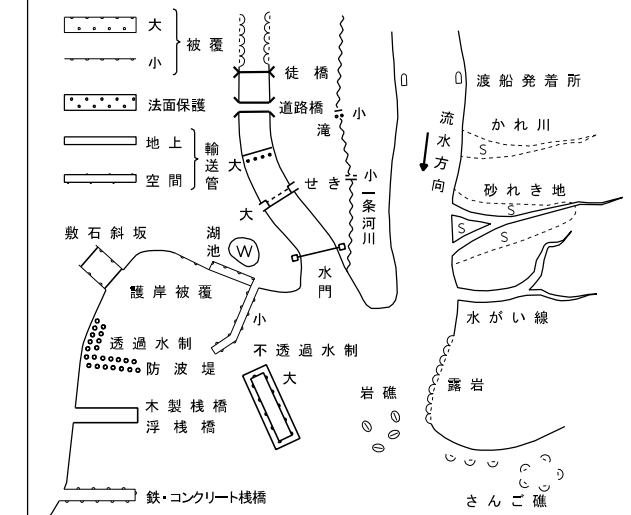 大
小
被覆
法面保護
地上
空間
輸送管
徒橋
道路橋
小
滝
大
せき
小
大
一条河川
渡船発着所
かれ川
流水方向
S
砂れき地
S
S
S
敷石斜坂
湖池
W
水門
護岸被覆
小
水がい線
透過水制
防波堤
不透過水制
大
岩礁
露岩
木製桟橋
浮桟橋
鉄・コンクリート桟橋
さんご礁